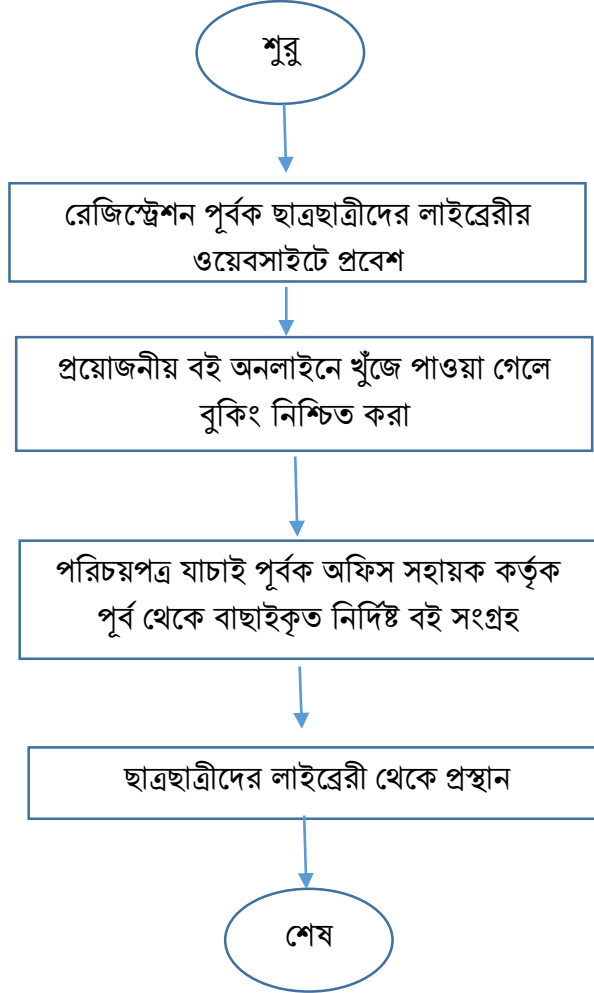 শুরু
রেজিস্ট্রেশন পূর্বক ছাত্রছাত্রীদের লাইব্রেরীর
ওয়েবসাইটে প্রবেশ
প্রয়োজনীয় বই অনলাইনে খুঁজে পাওয়া গেলে
বুকিং নিশ্চিত করা
পরিচয়পত্র যাচাই পূর্বক অফিস সহায়ক কর্তৃক
পূর্ব থেকে বাছাইকৃত নির্দিষ্ট বই সংগ্রহ
ছাত্রছাত্রীদের লাইব্রেরী থেকে প্রস্থান
শেষ